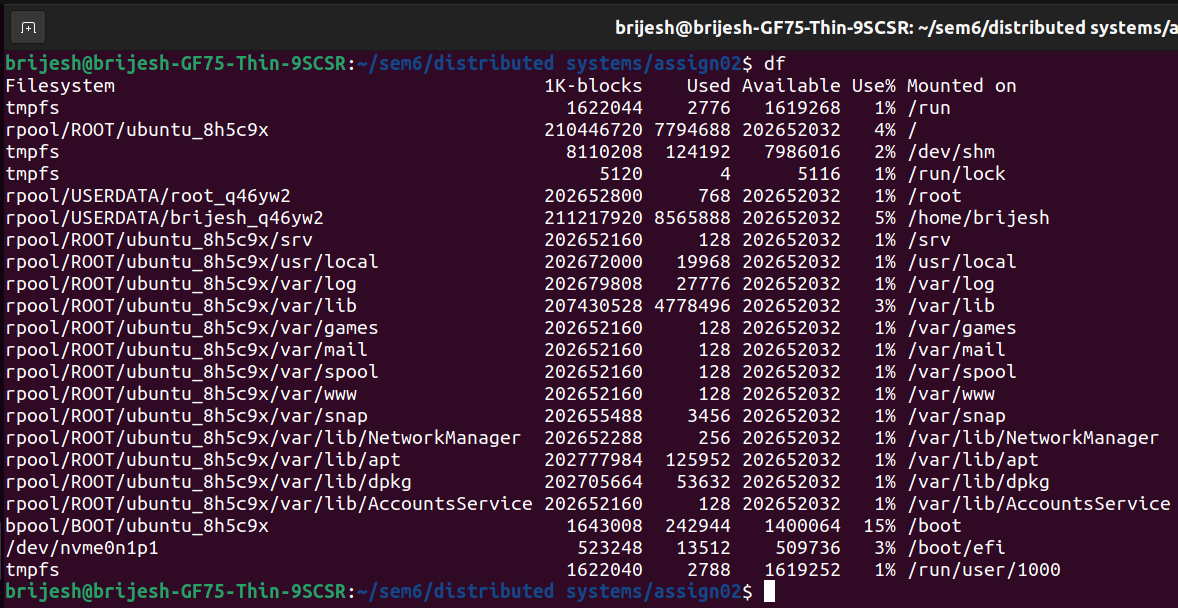 brijesh@brijesh-GF75-Thin-9SCSR: ~/sem6/distributed systems/a
brijesh@brijesh-GF75-Thin-9SCSR:~/sem6/distributed systems/assign02$ df
Filesystem 1K-blocks Used Available Use% Mounted on
tmpfs 1622044 2776 1619268 1% /run
rpool/ROOT/ubuntu_8h5c9x 210446720 7794688 202652032 4% /
tmpfs 8110208 124192 7986016 2% /dev/shm
tmpfs 5120 4 5116 1% /run/lock
rpool/USERDATA/root_q46yw2 202652800 768 202652032 1% /root
rpool/USERDATA/brijesh_q46yw2 211217920 8565888 202652032 5% /home/brijesh
rpool/ROOT/ubuntu_8h5c9x/srv 202652160 128 202652032 1% /srv
rpool/ROOT/ubuntu_8h5c9x/usr/local 202672000 19968 202652032 1% /usr/local
rpool/ROOT/ubuntu_8h5c9x/var/log 202679808 27776 202652032 1% /var/log
rpool/ROOT/ubuntu_8h5c9x/var/lib 207430528 4778496 202652032 3% /var/lib
rpool/ROOT/ubuntu_8h5c9x/var/games 202652160 128 202652032 1% /var/games
rpool/ROOT/ubuntu_8h5c9x/var/mail 202652160 128 202652032 1% /var/mail
rpool/ROOT/ubuntu_8h5c9x/var/spool 202652160 128 202652032 1% /var/spool
rpool/ROOT/ubuntu_8h5c9x/var/www 202652160 128 202652032 1% /var/www
rpool/ROOT/ubuntu_8h5c9x/var/snap 202655488 3456 202652032 1% /var/snap
rpool/ROOT/ubuntu_8h5c9x/var/lib/NetworkManager 202652288 256 202652032 1% /var/lib/NetworkManager
rpool/ROOT/ubuntu_8h5c9x/var/lib/apt 202777984 125952 202652032 1% /var/lib/apt
rpool/ROOT/ubuntu_8h5c9x/var/lib/dpkg 202705664 53632 202652032 1% /var/lib/dpkg
rpool/ROOT/ubuntu_8h5c9x/var/lib/AccountsService 202652160 128 202652032 1% /var/lib/AccountsService
bpool/BOOT/ubuntu_8h5c9x 1643008 242944 1400064 15% /boot
/dev/nvme0n1p1 523248 13512 509736 3% /boot/efi
tmpfs 1622040 2788 1619252 1% /run/user/1000
brijesh@brijesh-GF75-Thin-9SCSR:~/sem6/distributed systems/assign02$